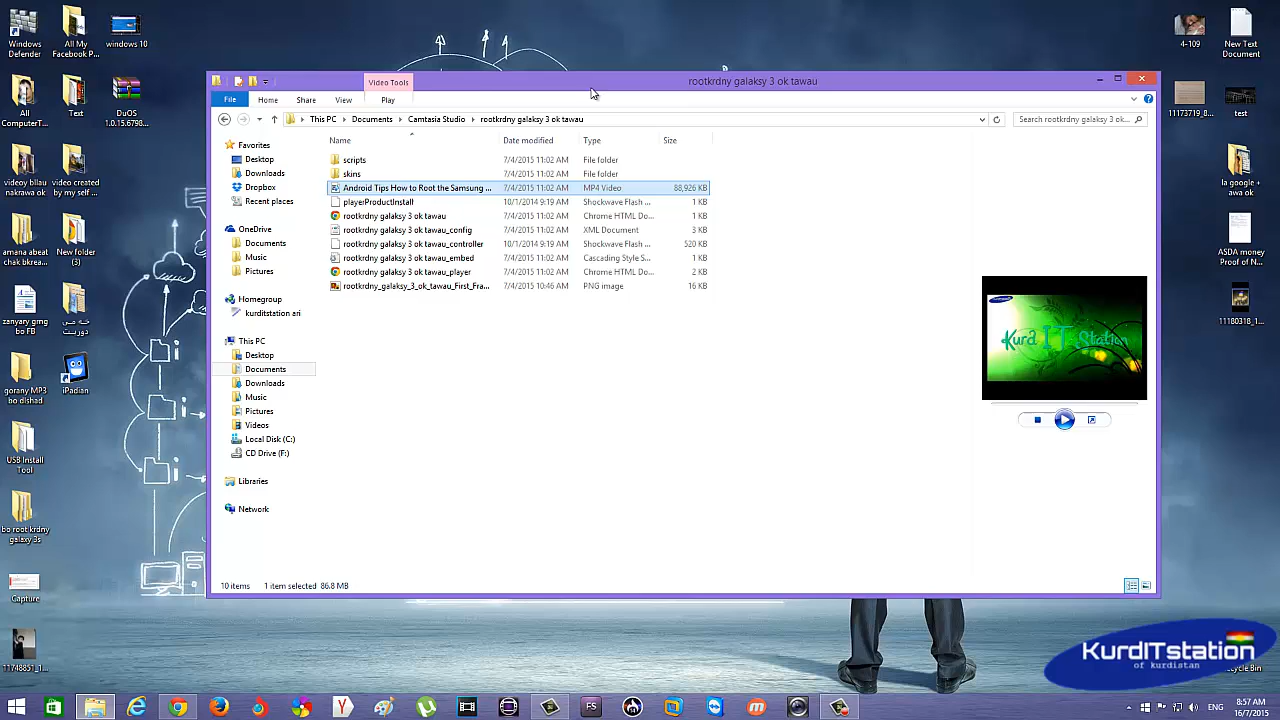 Windows Defender
All My Facebook P...
windows 10
4-109
New Text Document
Video Tools
rootkrdny galaksy 3 ok tawau
File
Home
Share
View
Play
This PC
Documents
Camtasia Studio
rootkrdny galaksy 3 ok tawau
Search rootkrdny galaksy 3 ok...
All ComputerT...
Text
DuOS 1.0.15.6798...
11173719_8...
test
videoy bllau nakrawa ok
video created by my self ...
la google + awa ok
amana abeat chak bkrea...
New folder (3)
ASDA money Proof of N...
zanyary grng bo FB
11180318_1...
gorany MP3 bo dlshad
iPadian
USB Install Tool
bo root krdny galaxy 3s
Capture
11748851_1...
Favorites
Desktop
Downloads
Dropbox
Recent places
OneDrive
Documents
Music
Pictures
Homegroup
kurditstation ari
This PC
Desktop
Documents
Downloads
Music
Pictures
Videos
Local Disk (C:)
CD Drive (F:)
Libraries
Network
Name Date modified Type Size
scripts 7/4/2015 11:02 AM File folder
skins 7/4/2015 11:02 AM File folder
Android Tips How to Root the Samsung ... 7/4/2015 11:02 AM MP4 Video 88,926 KB
playerProductInstall 10/1/2014 9:19 AM Shockwave Flash ... 1 KB
rootkrdny galaksy 3 ok tawau 7/4/2015 11:02 AM Chrome HTML Do... 1 KB
rootkrdny galaksy 3 ok tawau_config 7/4/2015 11:02 AM XML Document 3 KB
rootkrdny galaksy 3 ok tawau_controller 10/1/2014 9:19 AM Shockwave Flash ... 520 KB
rootkrdny galaksy 3 ok tawau_embed 7/4/2015 11:02 AM Cascading Style S... 1 KB
rootkrdny galaksy 3 ok tawau_player 7/4/2015 11:02 AM Chrome HTML Do... 2 KB
rootkrdny_galaksy_3_ok_tawau_First_Fra... 7/4/2015 10:46 AM PNG image 16 KB
Kurd IT Station
10 items 1 item selected 86.8 MB
KurdITstation
of kurdistan
ycle Bin
ENG
8:57 AM
16/7/2015